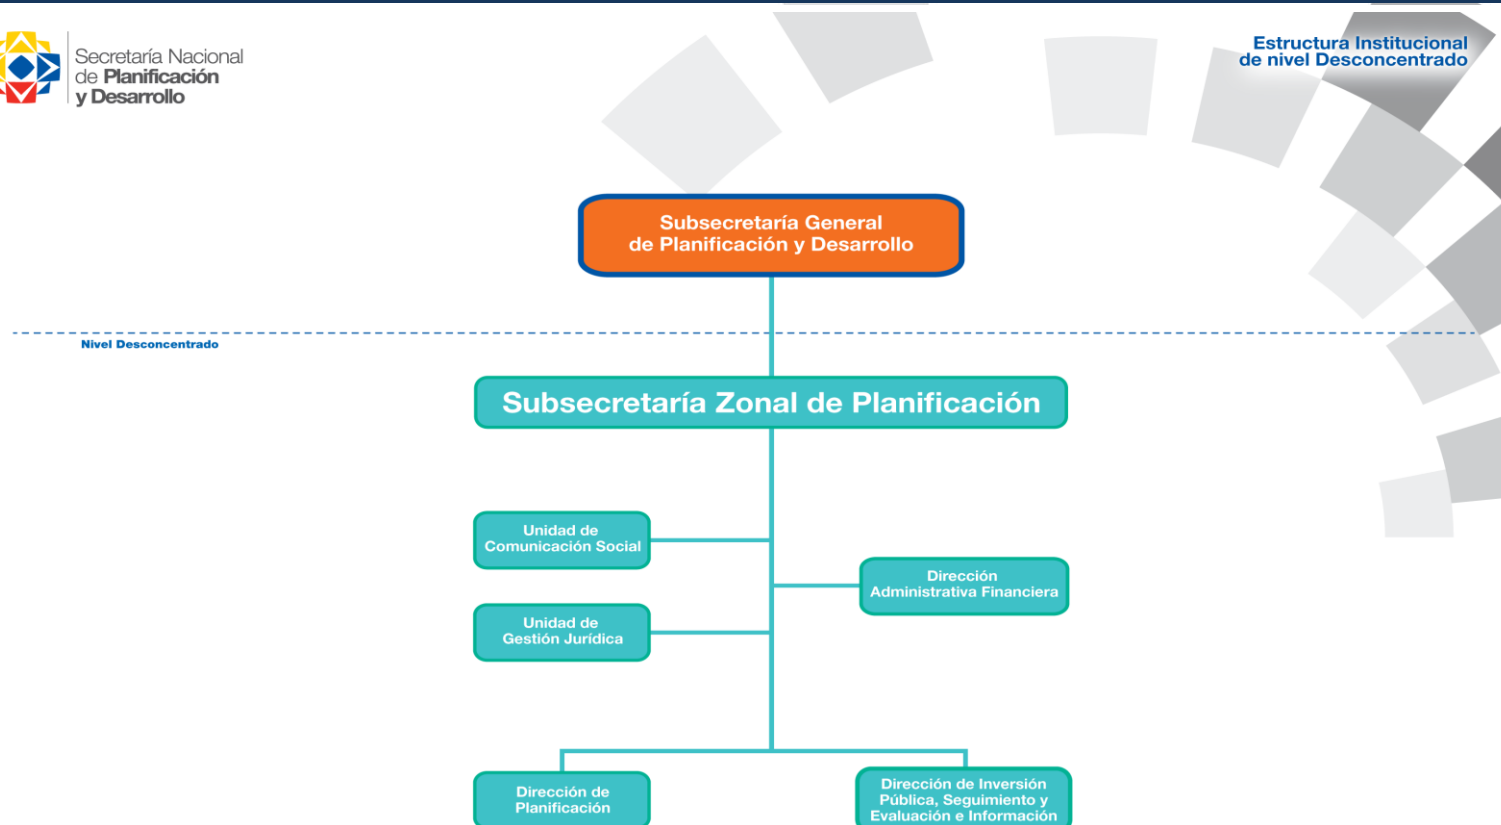 Secretaría Nacional
de Planificación
y Desarrollo
Estructura Institucional
de nivel Desconcentrado
Subsecretaría General
de Planificación y Desarrollo
Nivel Desconcentrado
Subsecretaría Zonal de Planificación
Unidad de
Comunicación Social
Dirección
Administrativa Financiera
Unidad de
Gestión Jurídica
Dirección de
Planificación
Dirección de Inversión
Pública, Seguimiento y
Evaluación e Información